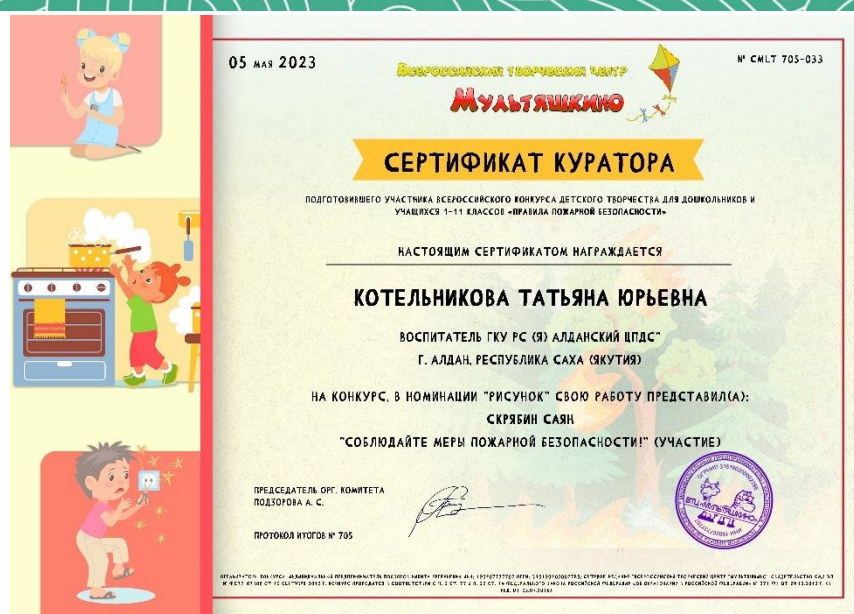 05 мая 2023
№ CMLT 705-033
Всероссийский творческий центр
Мультяшкино
СЕРТИФИКАТ КУРАТОРА
ПОДГОТОВИВШЕГО УЧАСТНИКА ВСЕРОССИЙСКОГО КОНКУРСА ДЕТСКОГО ТВОРЧЕСТВА ДЛЯ ДОШКОЛЬНИКОВ И
УЧАЩИХСЯ 1-11 КЛАССОВ «ПРАВИЛА ПОЖАРНОЙ БЕЗОПАСНОСТИ»
НАСТОЯЩИМ СЕРТИФИКАТОМ НАГРАЖДАЕТСЯ
КОТЕЛЬНИКОВА ТАТЬЯНА ЮРЬЕВНА
ВОСПИТАТЕЛЬ ГКУ РС (Я) АЛДАНСКИЙ ЦПДС"
Г. АЛДАН, РЕСПУБЛИКА САХА (ЯКУТИЯ)
НА КОНКУРС, В НОМИНАЦИИ "РИСУНОК" СВОЮ РАБОТУ ПРЕДСТАВИЛ(А):
СКРЯБИН САЯН
"СОБЛЮДАЙТЕ МЕРЫ ПОЖАРНОЙ БЕЗОПАСНОСТИ!" (УЧАСТИЕ)
ПРЕДСЕДАТЕЛЬ ОРГ. КОМИТЕТА
ПОДЗОРОВА А. С.
ПРОТОКОЛ ИТОГОВ № 705
ВТЦ «МУЛЬТЯШКИНО»